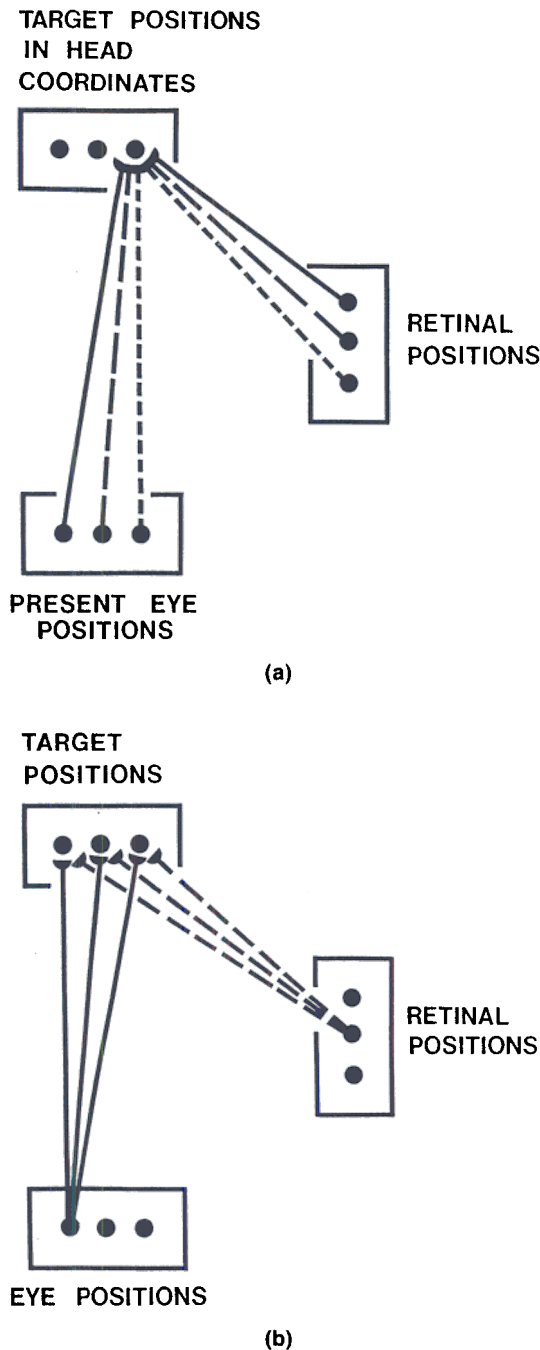 TARGET POSITIONS
IN HEAD
COORDINATES
RETINAL
POSITIONS
PRESENT EYE
POSITIONS
(a)
TARGET
POSITIONS
RETINAL
POSITIONS
EYE POSITIONS
(b)